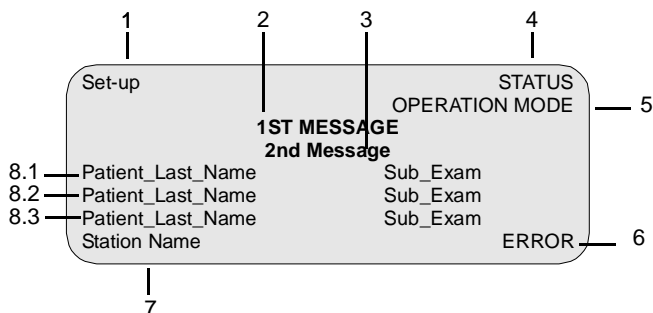 1 2 3 4
Set-up STATUS
OPERATION MODE 5
1ST MESSAGE
2nd Message
8.1 Patient_Last_Name Sub_Exam
8.2 Patient_Last_Name Sub_Exam
8.3 Patient_Last_Name Sub_Exam
Station Name ERROR 6
7